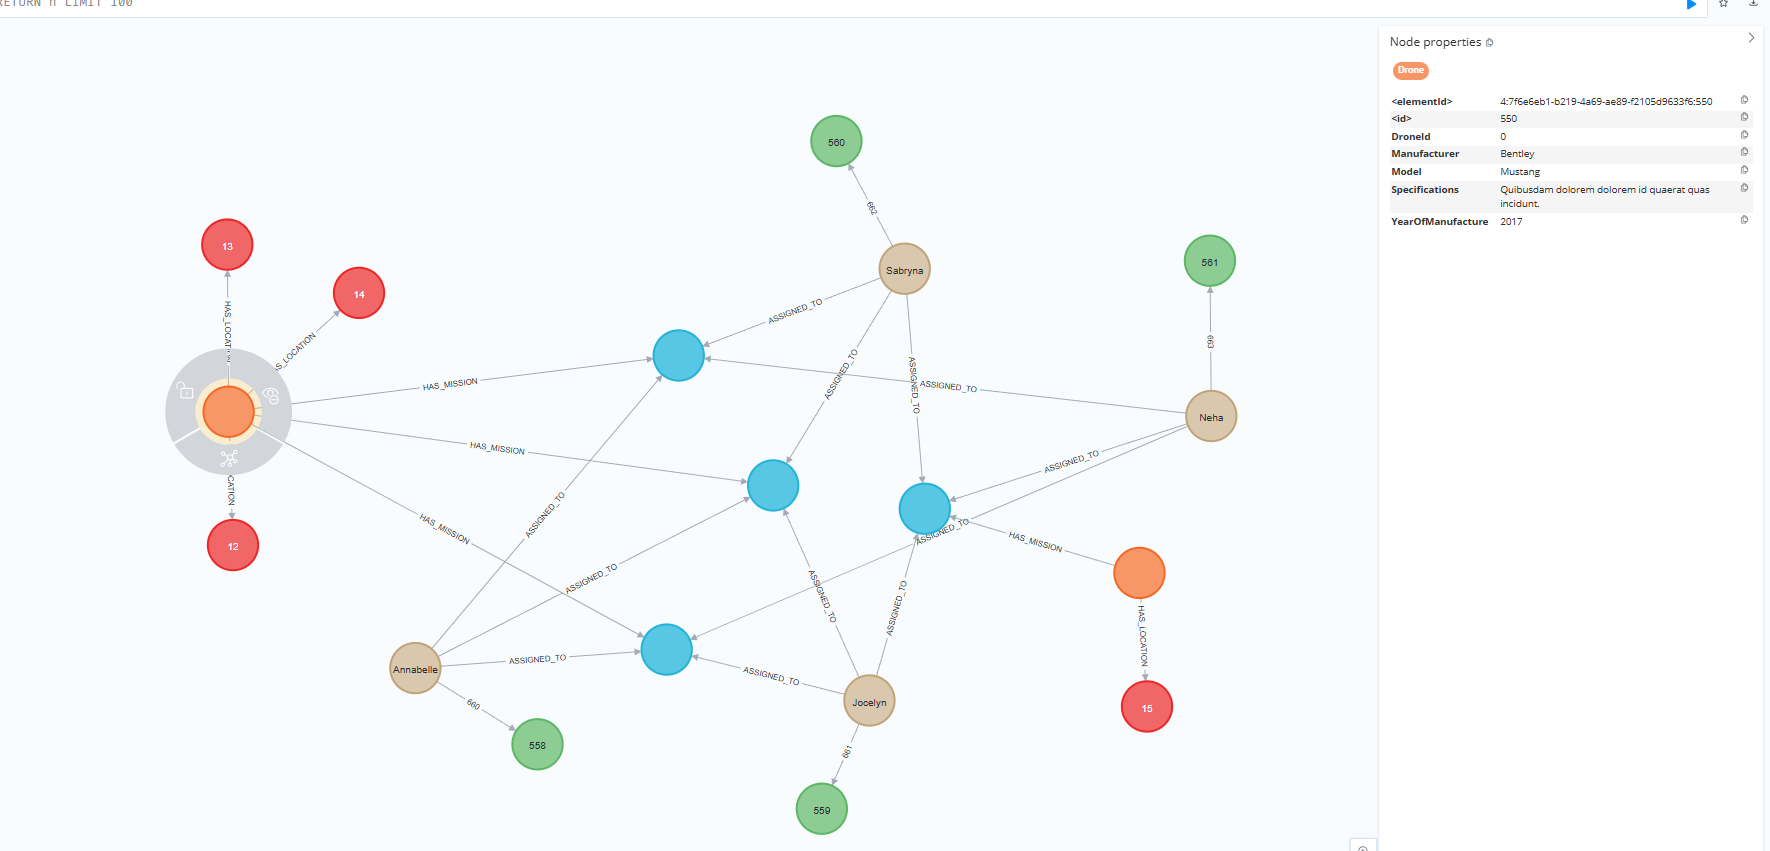 RETURN n LIMIT 100
Node properties
Drone
<elementId> 4:7f6e6eb1-b219-4a69-ae89-f2105d9633f6:550
<id> 550
DroneId 0
Manufacturer Bentley
Model Mustang
Specifications Quibusdam dolorem dolorem id quaerat quas
incidunt.
YearOfManufacture 2017
560
662
13
561
Sabryna
14
HAS_LOCAT
ASSIGNED_TO
S_LOCATION
663
ASSIGNED_TO
ASSIGNED_TO
HAS_MISSION
ASSIGNED_TO
Neha
HAS_MISSION
ASSIGNED_TO
CATION
ASSIGNED_TO
HAS_MISSION
ASSIGNED_TO
HAS_MISSION
12
ASSIGNED_TO
ASSIGNED_TO
ASSIGNED_TO
HAS_LOCATION
ASSIGNED_TO
Annabelle
ASSIGNED_TO
660
Jocelyn
15
558
661
559